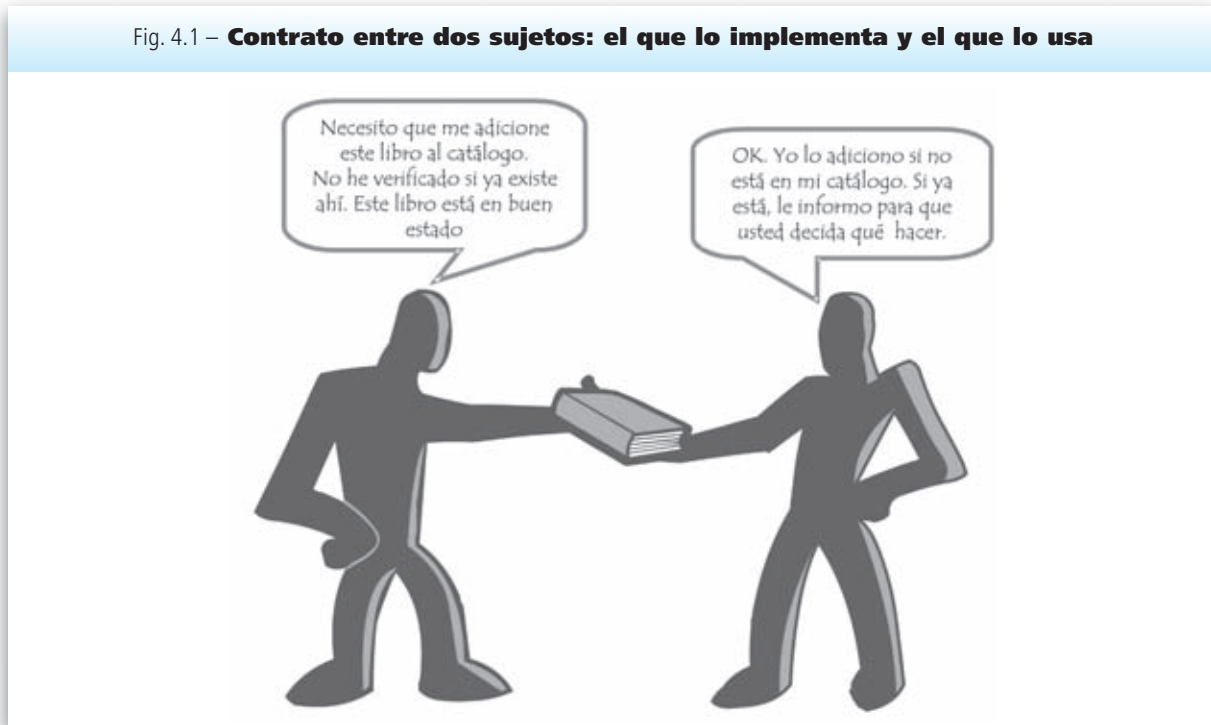 Fig. 4.1 – Contrato entre dos sujetos: el que lo implementa y el que lo usa
Necesito que me adicione
este libro al catálogo.
No he verificado si ya existe
ahí. Este libro está en buen
estado
OK. Yo lo adiciono si no
está en mi catálogo. Si ya
está, le informo para que
usted decida qué hacer.